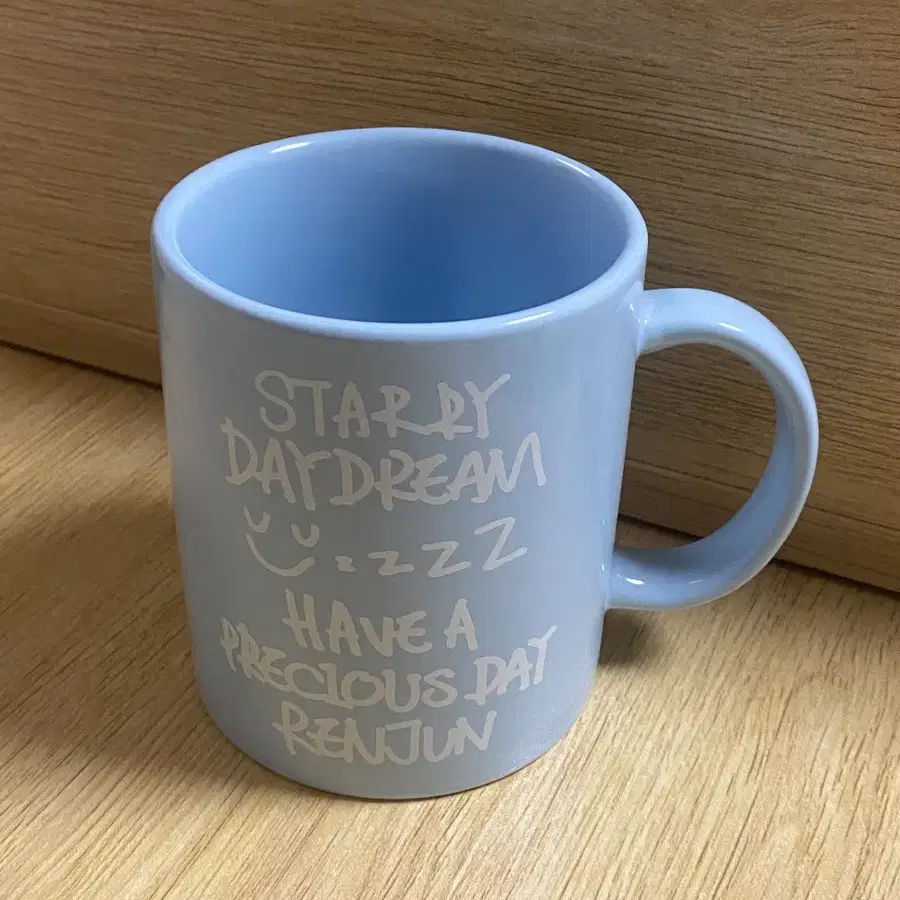 STARRY
DAYDREAM
zzzz
HAVE A
PRECIOUS DAY
RENJUN